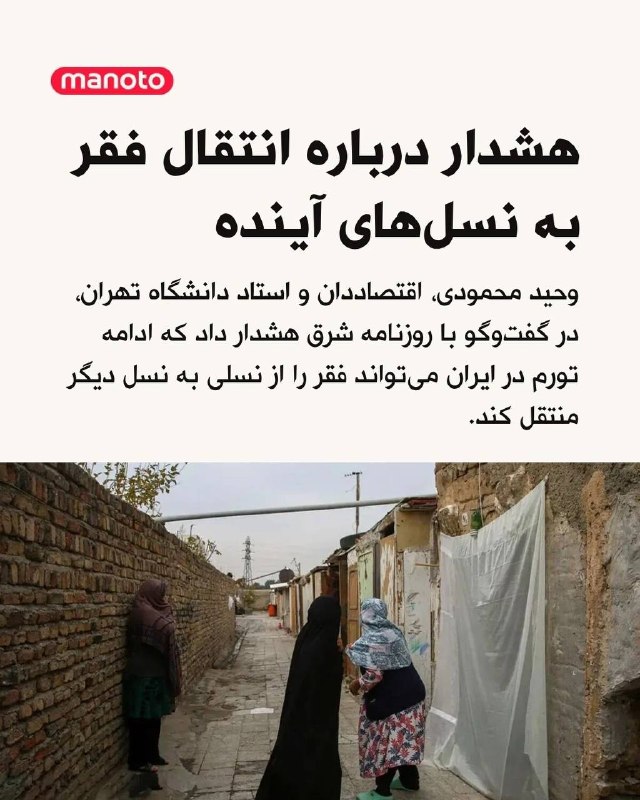 manoto
هشدار درباره انتقال فقر
به نسل‌های آینده
وحید محمودی، اقتصاددان و استاد دانشگاه تهران،
در گفت‌وگو با روزنامه شرق هشدار داد که ادامه
تورم در ایران می‌تواند فقر را از نسلی به نسل دیگر
منتقل کند.